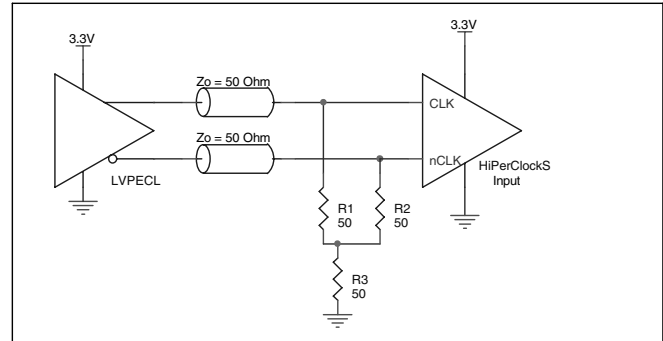 3.3V
3.3V
Zo = 50 Ohm
CLK
Zo = 50 Ohm
nCLK
LVPECL
HiPerClockS
Input
R1
50
R2
50
R3
50